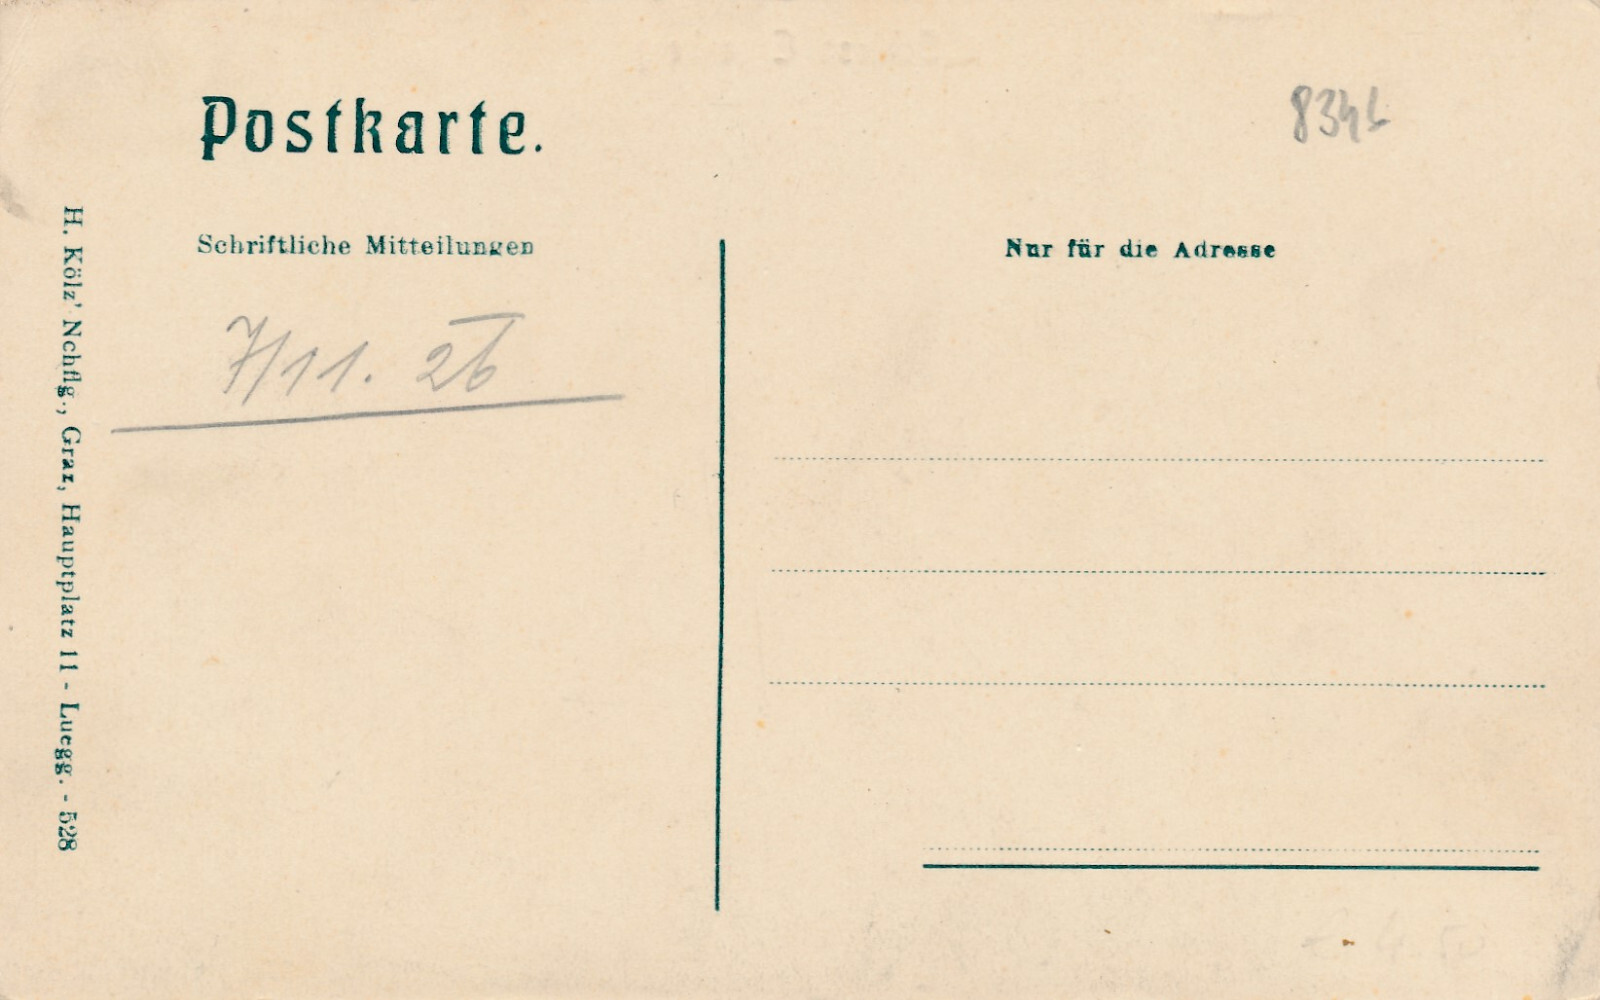 Postkarte.
8346
Schriftliche Mitteilungen
Nur für die Adresse
7/11. 26
H. Kölz' Nchflg., Graz, Hauptplatz 11 - Luegg. - 528